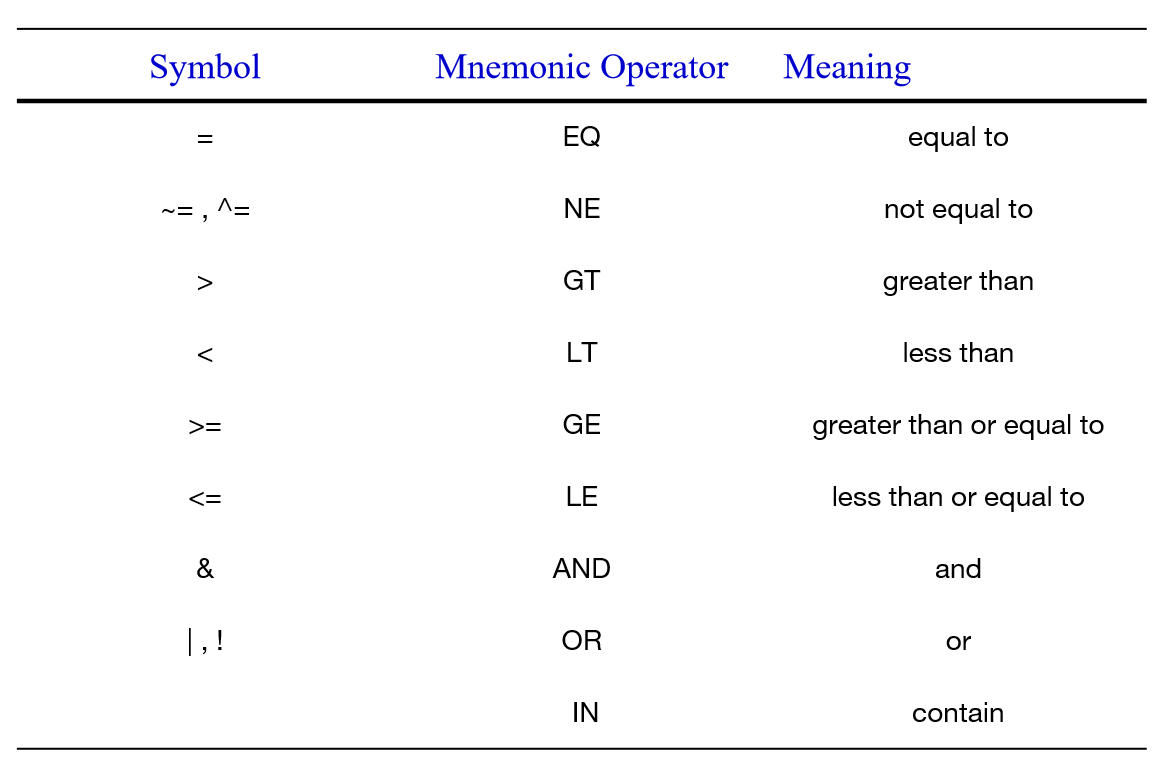 Symbol Mnemonic Operator Meaning
= EQ equal to
~= , ^= NE not equal to
> GT greater than
< LT less than
>= GE greater than or equal to
<= LE less than or equal to
& AND and
| , ! OR or
IN contain